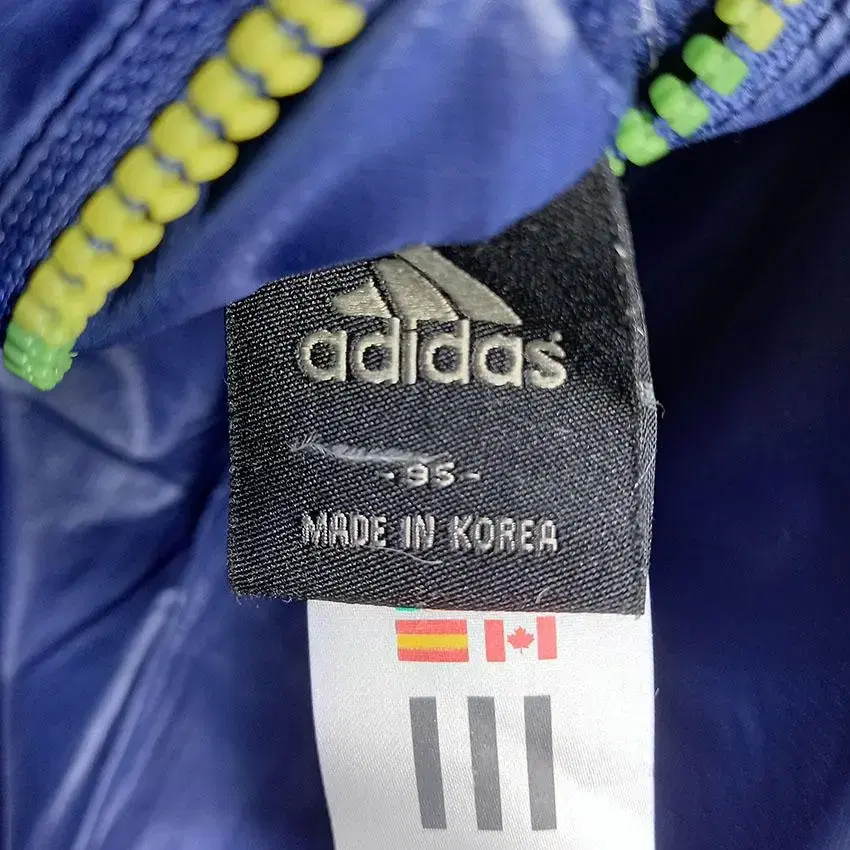 adidas
- 95 -
MADE IN KOREA